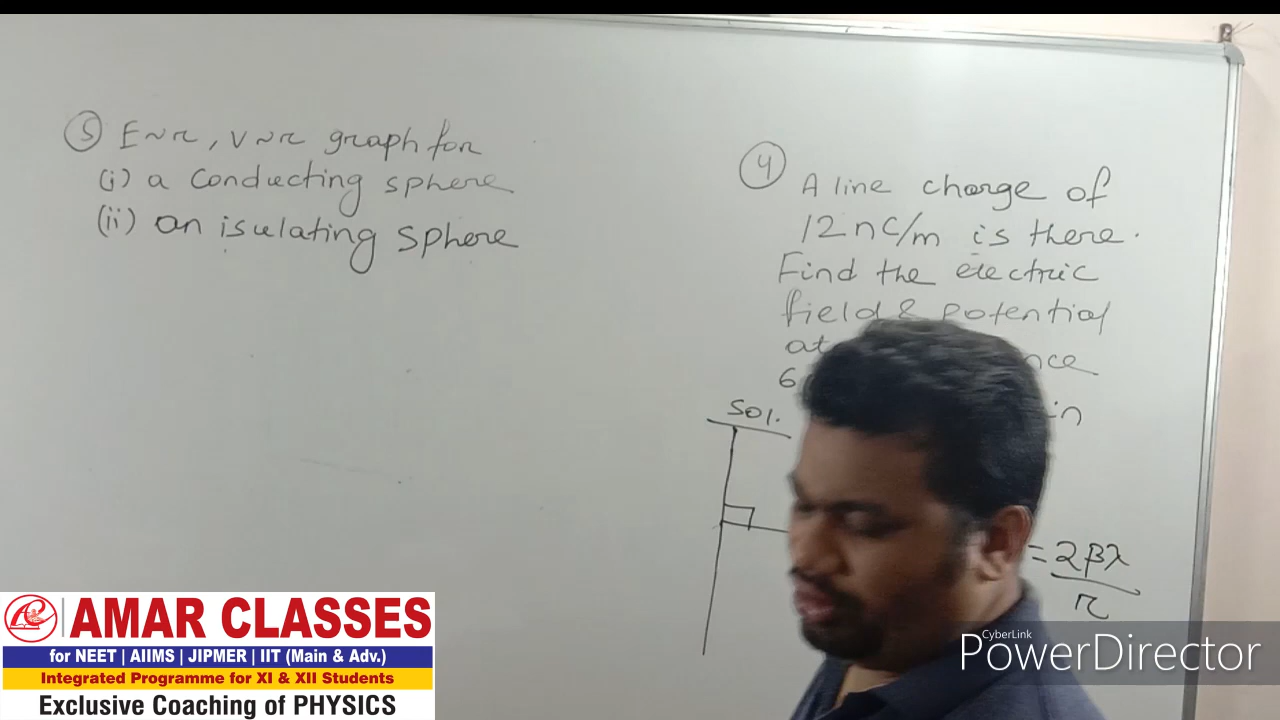 ⑤ E~r, V~r graph for
(i) a conducting sphere
(ii) an isulating sphere
④ A line charge of
12 nC/m is there.
Find the electric
field & potential
at
6
Sol.
= 2βλ
r
AMAR CLASSES
for NEET | AIIMS | JIPMER | IIT (Main & Adv.)
Integrated Programme for XI & XII Students
Exclusive Coaching of PHYSICS
CyberLink
PowerDirector